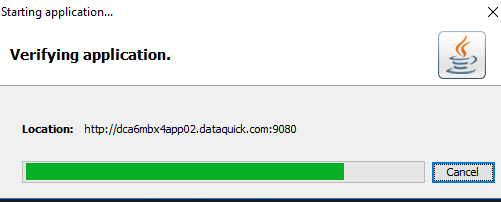 Starting application...
Verifying application.
Location: http://dca6mbx4app02.dataquick.com:9080
Cancel